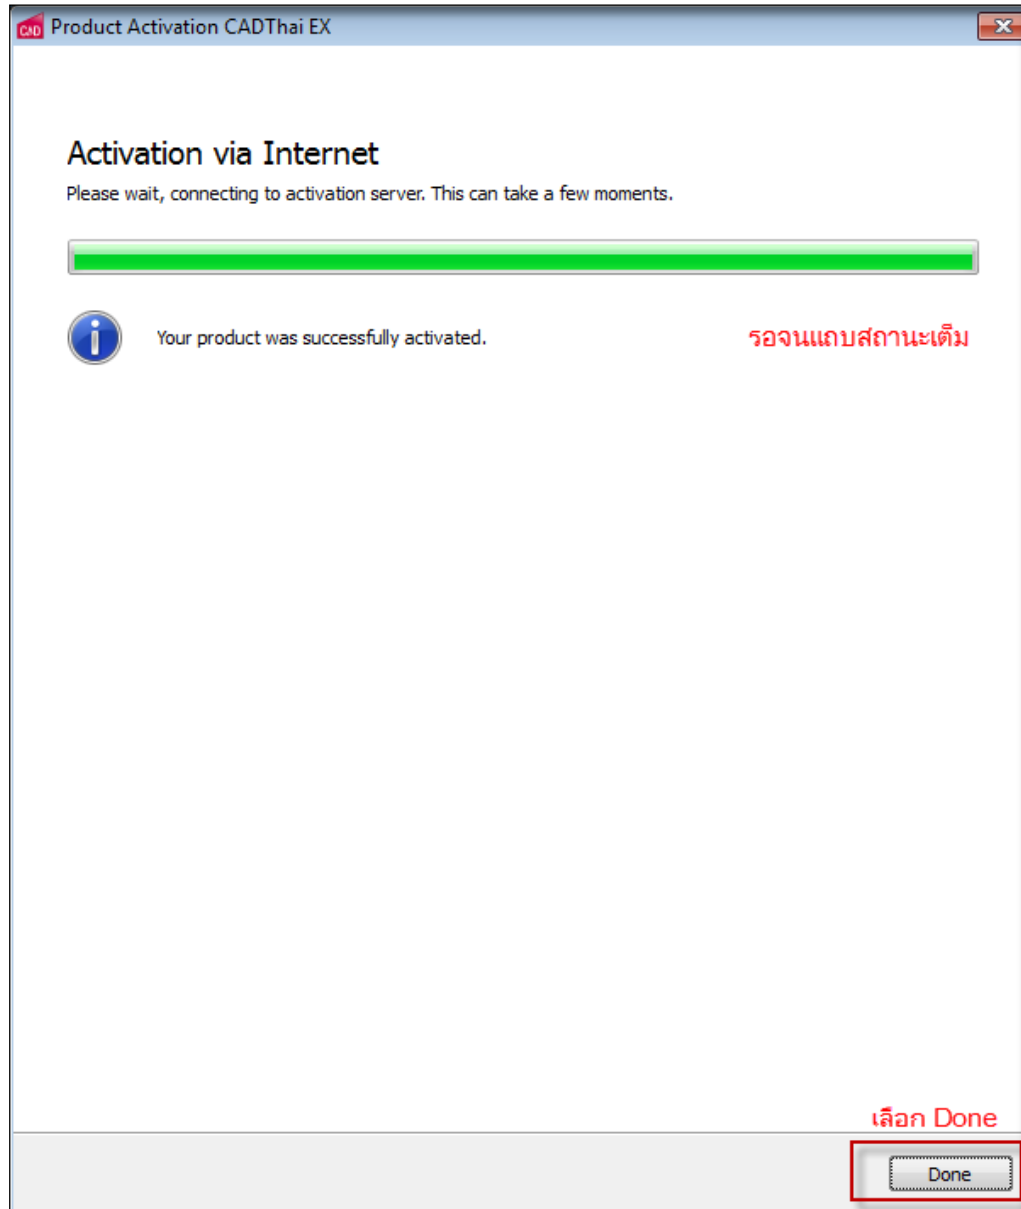 CAD Product Activation CADThai EX
Activation via Internet
Please wait, connecting to activation server. This can take a few moments.
Your product was successfully activated. รอจนแถบสถานะเต็ม
เลือก Done
Done